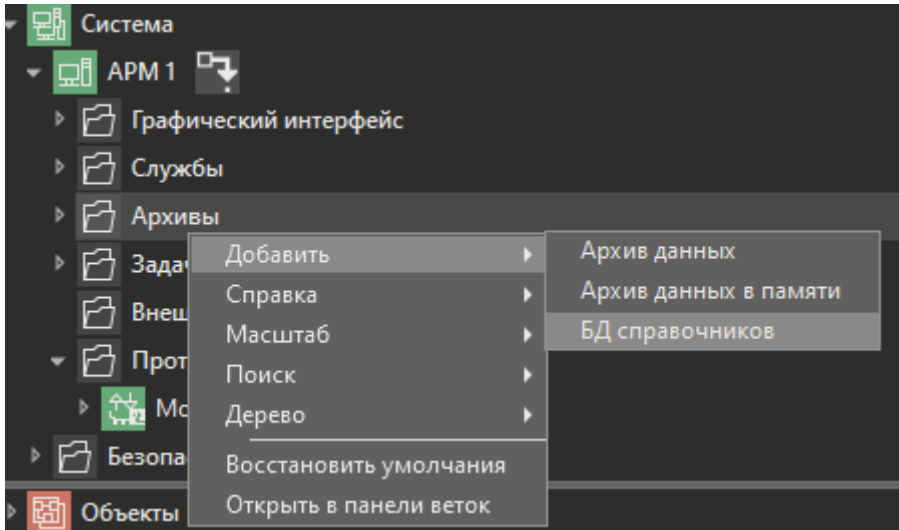 Система
АРМ 1
Графический интерфейс
Службы
Архивы
Добавить
Архив данных
Справка
Архив данных в памяти
Масштаб
БД справочников
Поиск
Дерево
Восстановить умолчания
Открыть в панели веток
Объекты